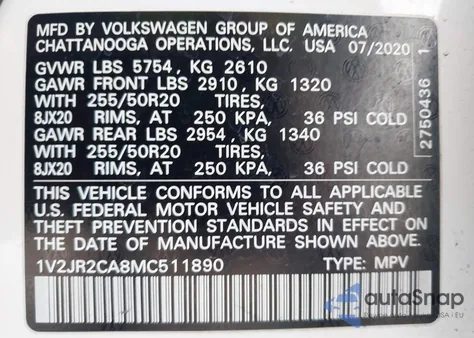 MFD BY VOLKSWAGEN GROUP OF AMERICA
CHATTANOOGA OPERATIONS, LLC. USA 07/2020
GVWR LBS 5754, KG 2610
GAWR FRONT LBS 2910, KG 1320
WITH 255/50R20 TIRES,
8JX20 RIMS, AT 250 KPA, 36 PSI COLD
GAWR REAR LBS 2954, KG 1340
WITH 255/50R20 TIRES,
8JX20 RIMS, AT 250 KPA, 36 PSI COLD
THIS VEHICLE CONFORMS TO ALL APPLICABLE
U.S. FEDERAL MOTOR VEHICLE SAFETY AND
THEFT PREVENTION STANDARDS IN EFFECT ON
THE DATE OF MANUFACTURE SHOWN ABOVE.
1V2JR2CA8MC511890 TYPE: MPV
2750436 1
autoSnap